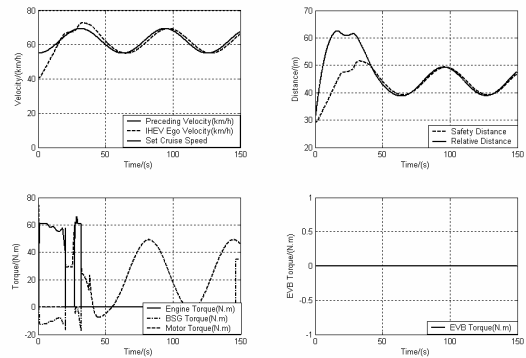 80
60
40
20
0
Velocity/(km/h)
Preceding Velocity(km/h)
IHEV Ego Velocity(km/h)
Set Cruise Speed
0 50 100 150
Time/(s)
70
60
50
40
30
20
Distance/(m)
Safety Distance
Relative Distance
0 50 100 150
Time/(s)
80
60
40
20
0
-20
Torque/(N.m)
Engine Torque(N.m)
BSG Torque(N.m)
Motor Torque(N.m)
0 50 100 150
Time/(s)
1
0.5
0
-0.5
-1
EVB Torque/(N.m)
EVB Torque(N.m)
0 50 100 150
Time/(s)